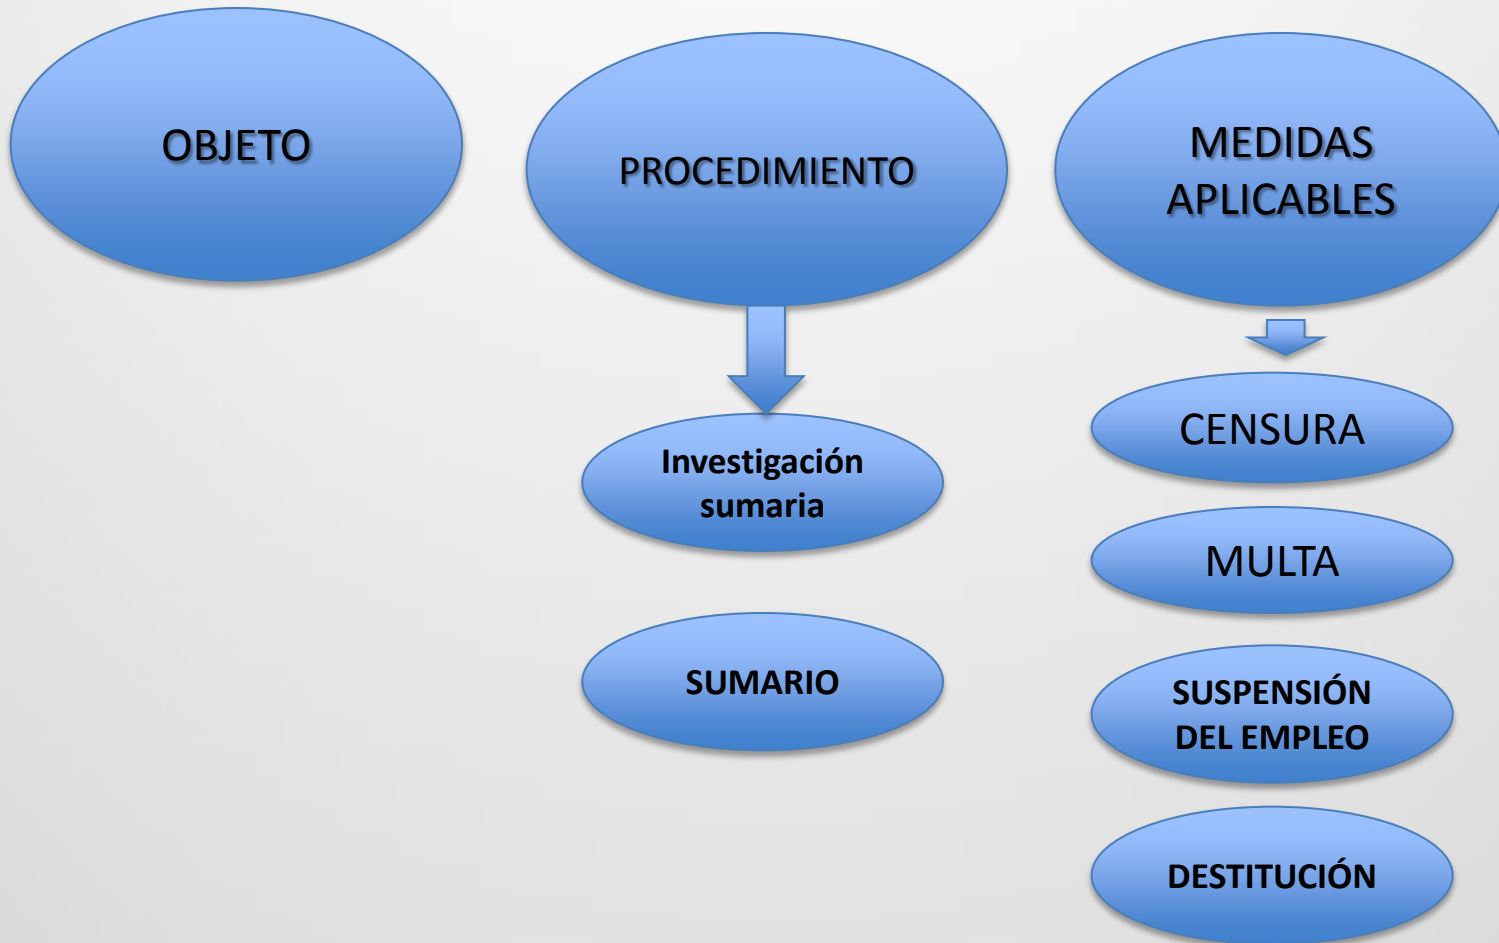 OBJETO
PROCEDIMIENTO
Investigación
sumaria
SUMARIO
MEDIDAS
APLICABLES
CENSURA
MULTA
SUSPENSIÓN
DEL EMPLEO
DESTITUCIÓN